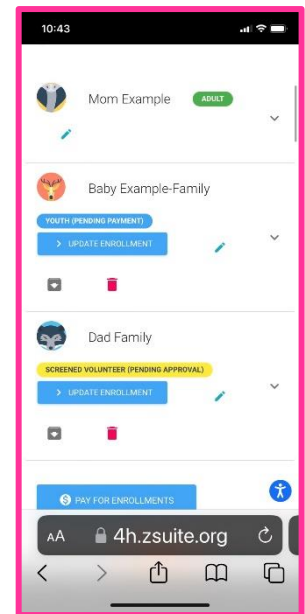 10:43
Mom Example ADULT
Baby Example-Family
YOUTH (PENDING PAYMENT)
> UPDATE ENROLLMENT
Dad Family
SCREENED VOLUNTEER (PENDING APPROVAL)
> UPDATE ENROLLMENT
PAY FOR ENROLLMENTS
AA 4h.zsuite.org